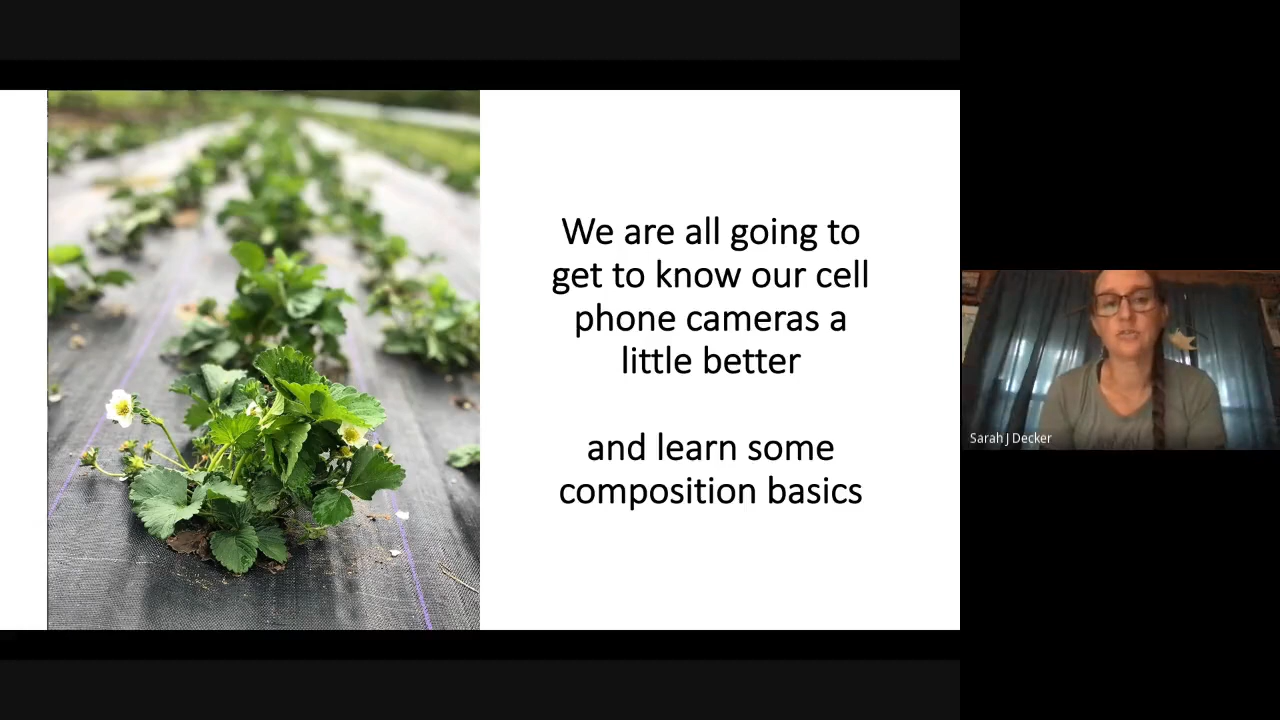 We are all going to
get to know our cell
phone cameras a
little better
and learn some
composition basics
Sarah J Decker